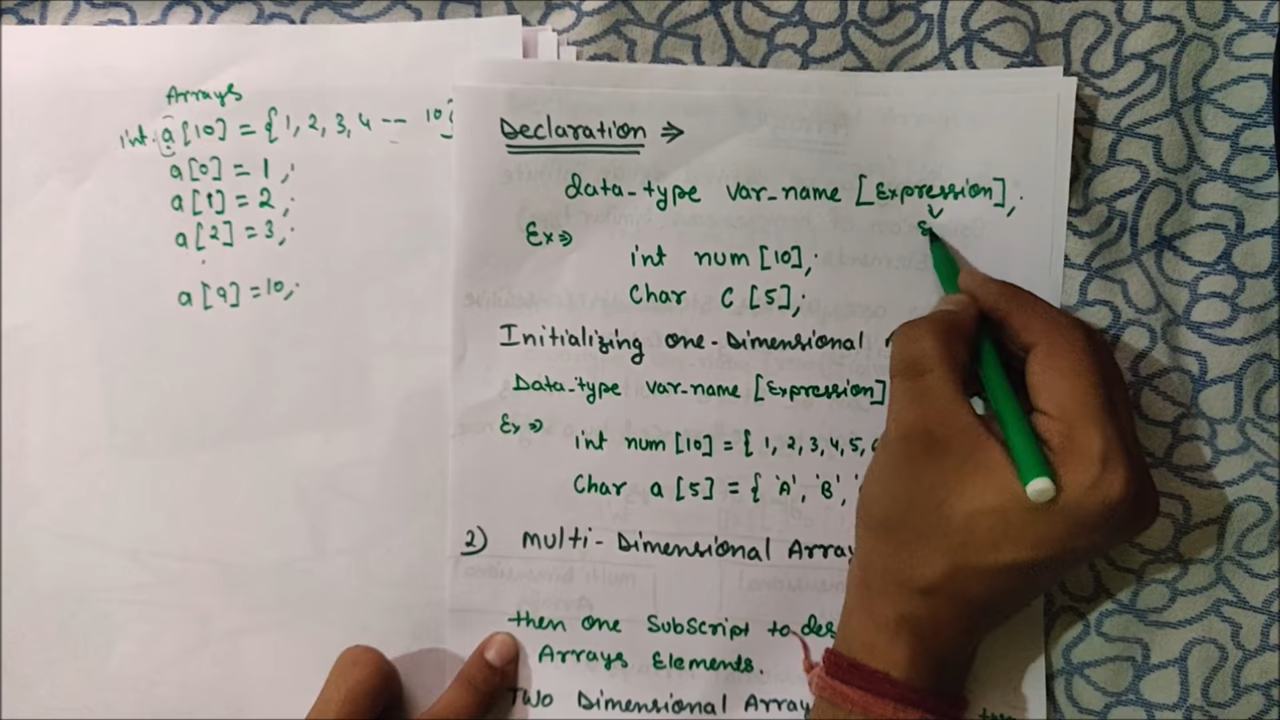 Arrays
int a[10] = {1, 2, 3, 4 -- 10}
a[0] = 1;
a[1] = 2;
a[2] = 3;
a[9] = 10;
Declaration ⇒
data-type var-name [Expression];
Ex ⇒
int num [10];
Char C [5];
Initializing one-Dimensional
Data-type var-name [Expression]
Ex ⇒
int num [10] = { 1, 2, 3, 4, 5,
Char a [5] = { 'A', 'B', '
2) Multi-Dimensional Array
then one Subscript to des
Arrays Elements.
Two Dimensional Array